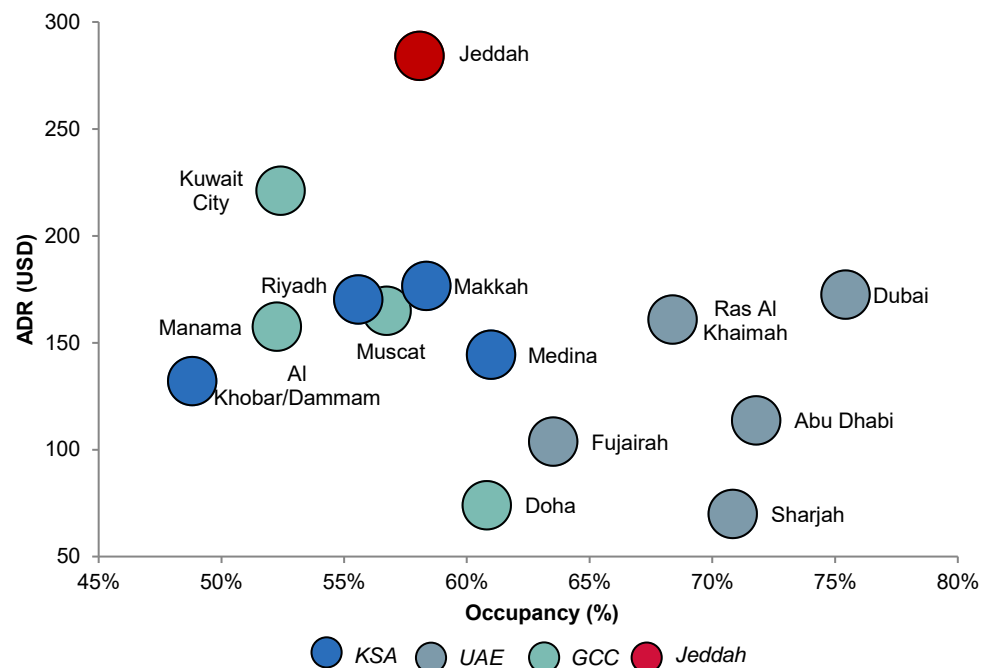 300
250
200
150
100
50
ADR (USD)
Jeddah
Kuwait
City
Riyadh
Makkah
Manama
Muscat
Al
Khobar/Dammam
Medina
Ras Al
Khaimah
Dubai
Abu Dhabi
Fujairah
Doha
Sharjah
45% 50% 55% 60% 65% 70% 75% 80%
Occupancy (%)
KSA UAE GCC Jeddah